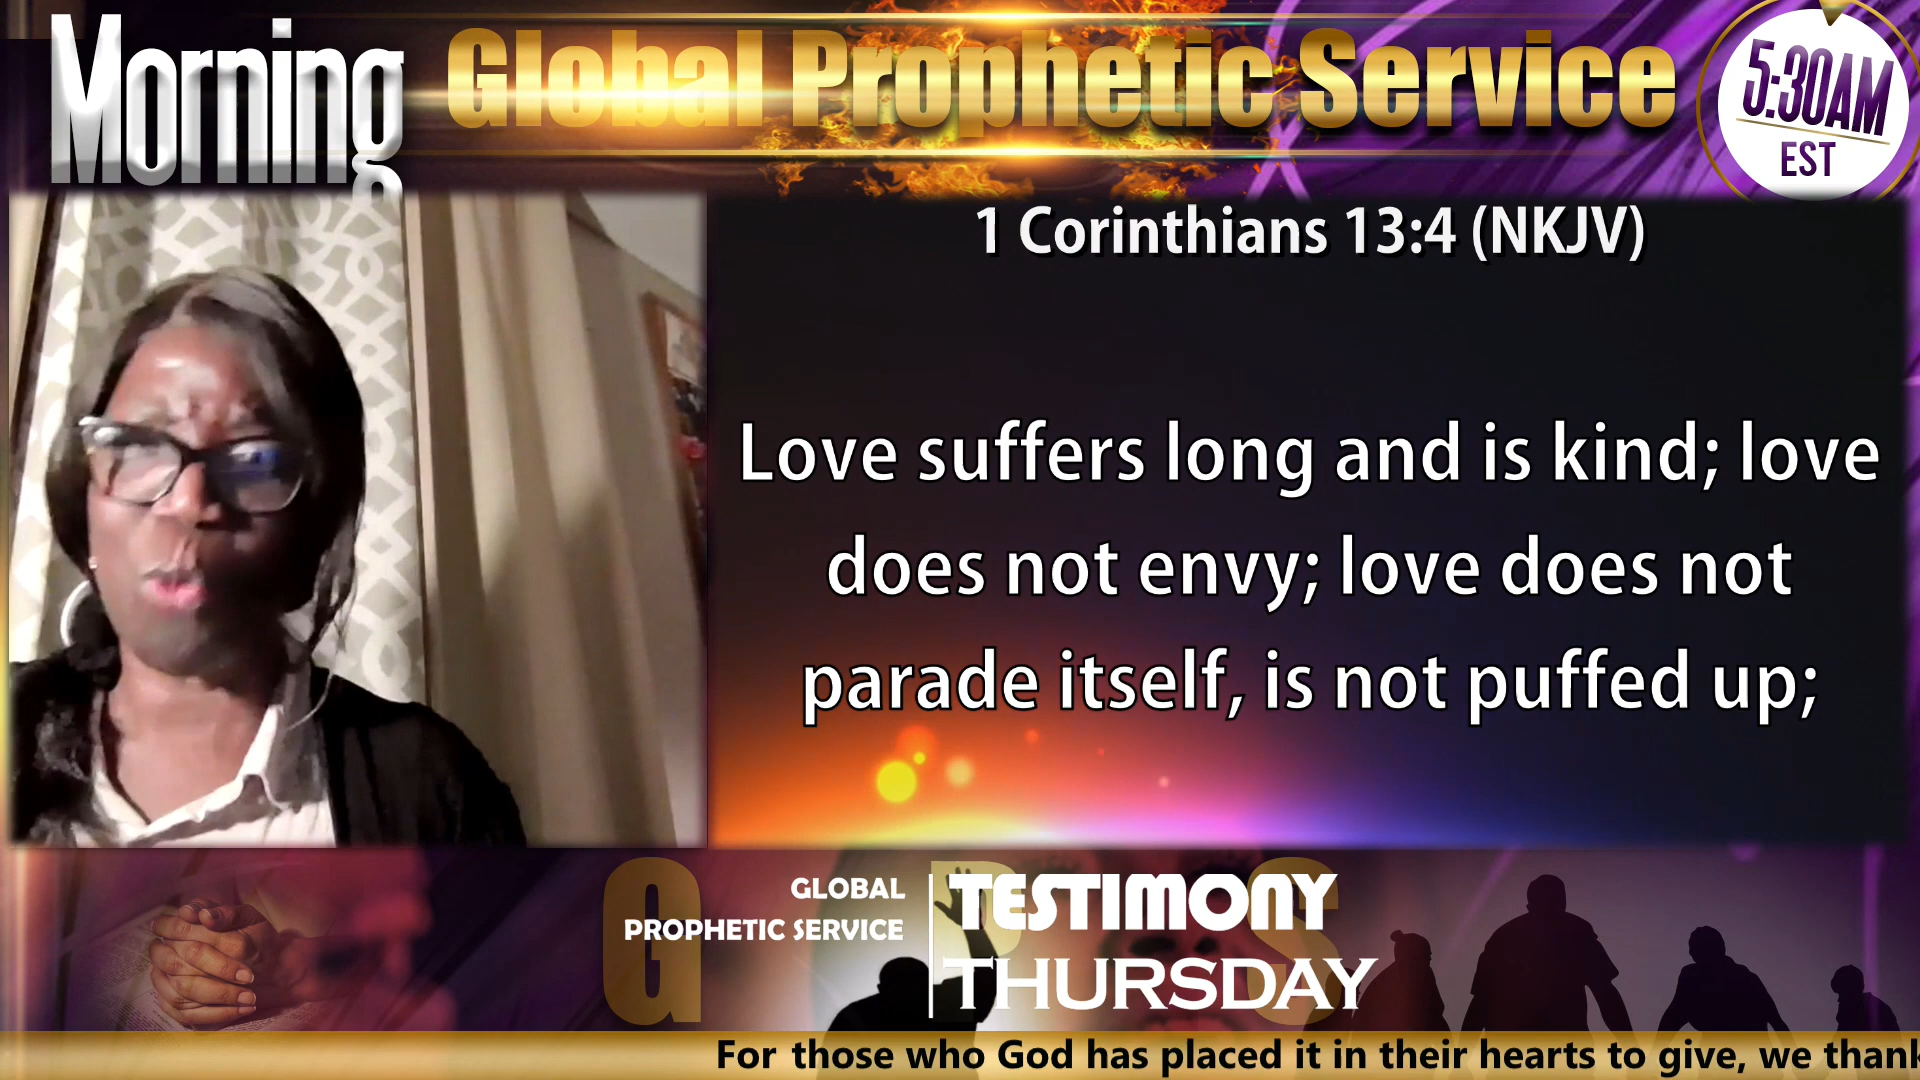 Morning
Global Prophetic Service
5:30AM
EST
1 Corinthians 13:4 (NKJV)
Love suffers long and is kind; love
does not envy; love does not
parade itself, is not puffed up;
G P S
GLOBAL
PROPHETIC SERVICE
TESTIMONY
THURSDAY
For those who God has placed it in their hearts to give, we thank